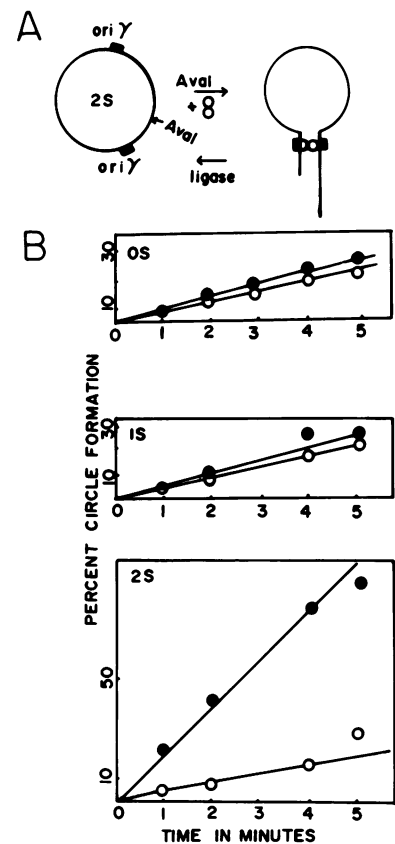 A
ori γ
2S
AvaI
ori γ
AvaI
+ 8
ligase
B
PERCENT CIRCLE FORMATION
OS
30
10
0 1 2 3 4 5
1S
30
10
0 1 2 3 4 5
2S
50
10
0 1 2 3 4 5
TIME IN MINUTES